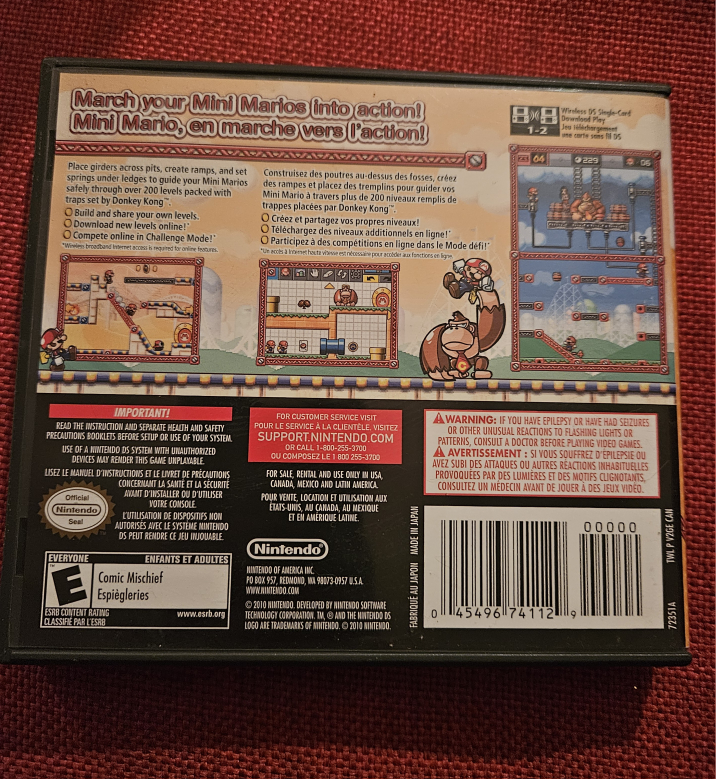 March your Mini Marios into action!
Mini Mario, en marche vers l'action!
1-2
Wireless DS Single-Card
Download Play
Jeu téléchargement
une carte sans fil DS
Place girders across pits, create ramps, and set
springs under ledges to guide your Mini Marios
safely through over 200 levels packed with
traps set by Donkey Kong™.
Build and share your own levels.
Download new levels online!*
Compete online in Challenge Mode!*
*Wireless broadband Internet access is required for online features.
Construisez des poutres au-dessus des fosses, créez
des rampes et placez des tremplins pour guider vos
Mini Mario à travers plus de 200 niveaux remplis de
trappes placées par Donkey Kong™.
Créez et partagez vos propres niveaux!
Téléchargez des niveaux additionnels en ligne!*
Participez à des compétitions en ligne dans le Mode défi!*
*Un accès à Internet haute vitesse est nécessaire pour accéder aux fonctions en ligne.
64 229 06
IMPORTANT!
READ THE INSTRUCTION AND SEPARATE HEALTH AND SAFETY
PRECAUTIONS BOOKLETS BEFORE SETUP OR USE OF YOUR SYSTEM.
USE OF A NINTENDO DS SYSTEM WITH UNAUTHORIZED
DEVICES MAY RENDER THIS GAME UNPLAYABLE.
LISEZ LE MANUEL D'INSTRUCTIONS ET LE LIVRET DE PRÉCAUTIONS
CONCERNANT LA SANTÉ ET LA SÉCURITÉ
AVANT D'INSTALLER OU D'UTILISER
VOTRE CONSOLE.
L'UTILISATION DE DISPOSITIFS NON
AUTORISÉS AVEC LE SYSTÈME NINTENDO
DS PEUT RENDRE CE JEU INJOUABLE.
Official
Nintendo
Seal
EVERYONE ENFANTS ET ADULTES
E
Comic Mischief
Espiègleries
ESRB CONTENT RATING www.esrb.org
CLASSIFIÉ PAR L'ESRB
FOR CUSTOMER SERVICE VISIT
POUR LE SERVICE À LA CLIENTÈLE, VISITEZ
SUPPORT.NINTENDO.COM
OR CALL 1-800-255-3700
OU COMPOSEZ LE 1 800 255-3700
FOR SALE, RENTAL AND USE ONLY IN USA,
CANADA, MEXICO AND LATIN AMERICA.
POUR VENTE, LOCATION ET UTILISATION AUX
ÉTATS-UNIS, AU CANADA, AU MEXIQUE
ET EN AMÉRIQUE LATINE.
Nintendo
NINTENDO OF AMERICA INC.
PO BOX 957, REDMOND, WA 98073-0957 U.S.A.
WWW.NINTENDO.COM
© 2010 NINTENDO. DEVELOPED BY NINTENDO SOFTWARE
TECHNOLOGY CORPORATION. TM, ® AND THE NINTENDO DS
LOGO ARE TRADEMARKS OF NINTENDO. © 2010 NINTENDO.
WARNING: IF YOU HAVE EPILEPSY OR HAVE HAD SEIZURES
OR OTHER UNUSUAL REACTIONS TO FLASHING LIGHTS OR
PATTERNS, CONSULT A DOCTOR BEFORE PLAYING VIDEO GAMES.
AVERTISSEMENT : SI VOUS SOUFFREZ D'ÉPILEPSIE OU
AVEZ SUBI DES ATTAQUES OU AUTRES RÉACTIONS INHABITUELLES
PROVOQUÉES PAR DES LUMIÈRES ET DES MOTIFS CLIGNOTANTS,
CONSULTEZ UN MÉDECIN AVANT DE JOUER À DES JEUX VIDÉO.
FABRIQUÉ AU JAPON MADE IN JAPAN
00000
0 45496 74112 9
72351A TWL P V2GE CAN